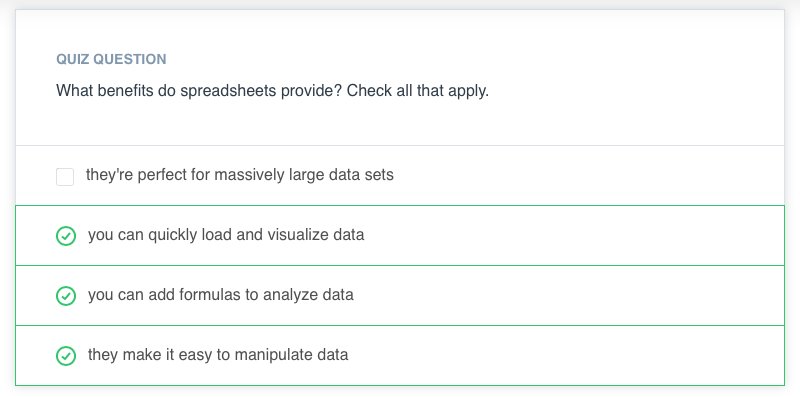 QUIZ QUESTION
What benefits do spreadsheets provide? Check all that apply.
they're perfect for massively large data sets
you can quickly load and visualize data
you can add formulas to analyze data
they make it easy to manipulate data